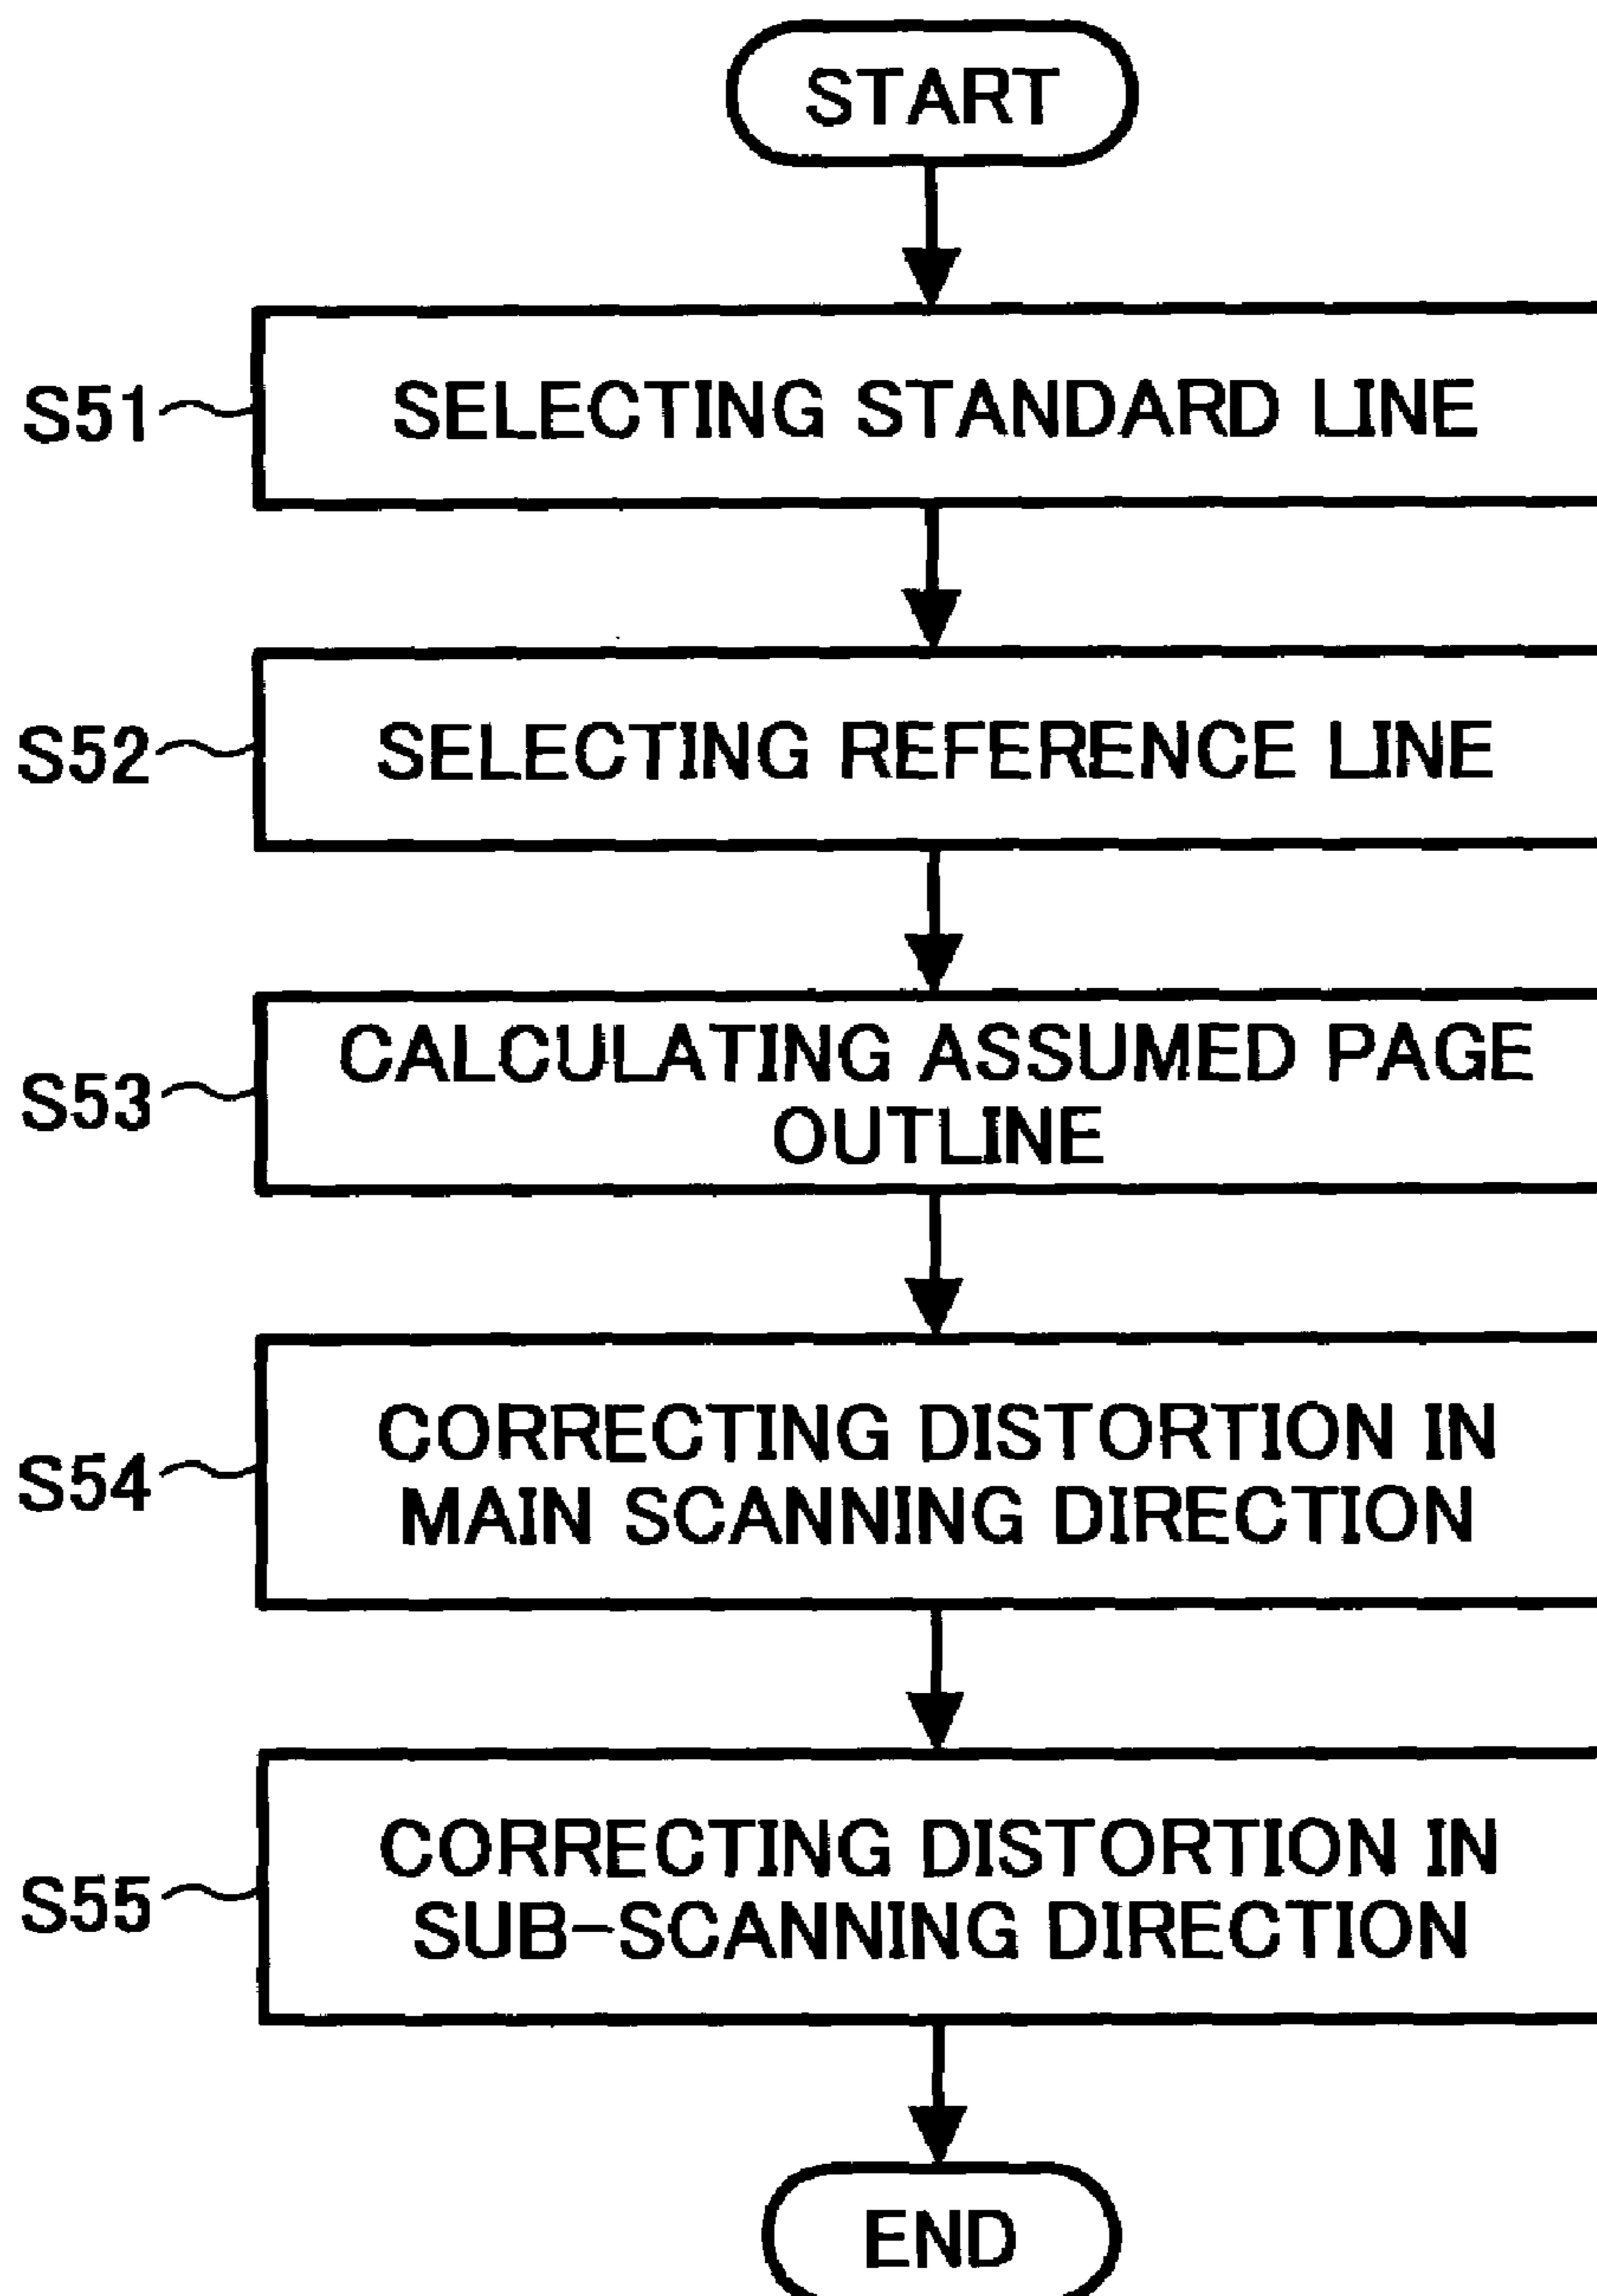 START
S51 SELECTING STANDARD LINE
S52 SELECTING REFERENCE LINE
CALCULATING ASSUMED PAGE
S53
OUTLINE
CORRECTING DISTORTION IN
S54
MAIN SCANNING DIRECTION
CORRECTING DISTORTION IN
S55
SUB-SCANNING DIRECTION
END